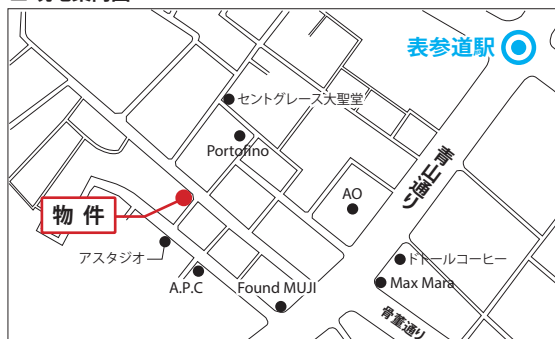 表参道駅
セントグレース大聖堂
Portofino
青山通り
AO
物 件
アスタジオ
A.P.C
Found MUJI
ドトールコーヒー
Max Mara
骨董通り